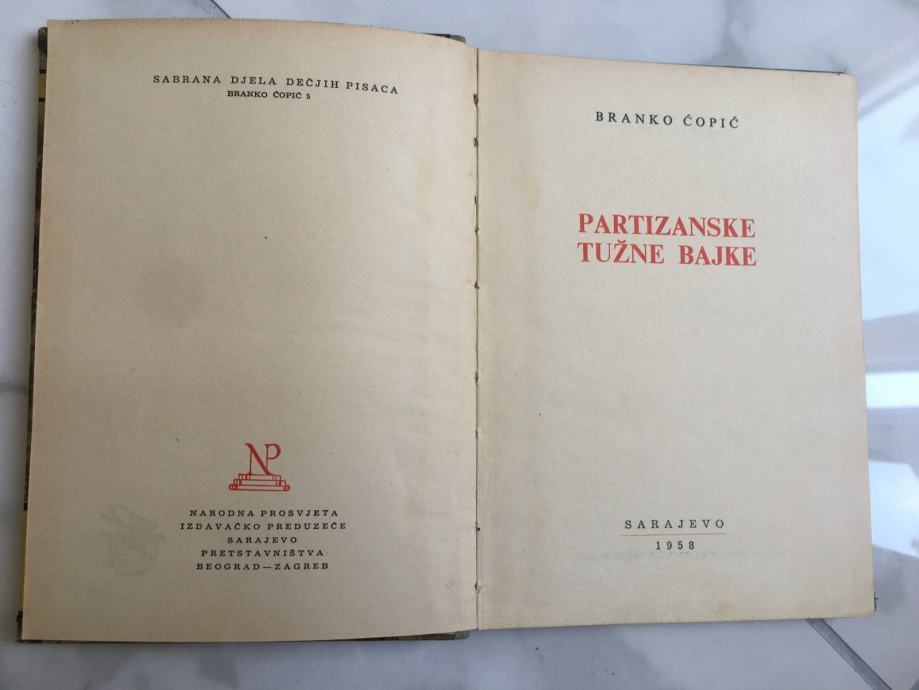 SABRANA DJELA DEČJIH PISACA
BRANKO ĆOPIĆ 5
NP
NARODNA PROSVJETA
IZDAVAČKO PREDUZEĆE
SARAJEVO
PRETSTAVNIŠTVA
BEOGRAD—ZAGREB
BRANKO ĆOPIĆ
PARTIZANSKE
TUŽNE BAJKE
SARAJEVO
1958